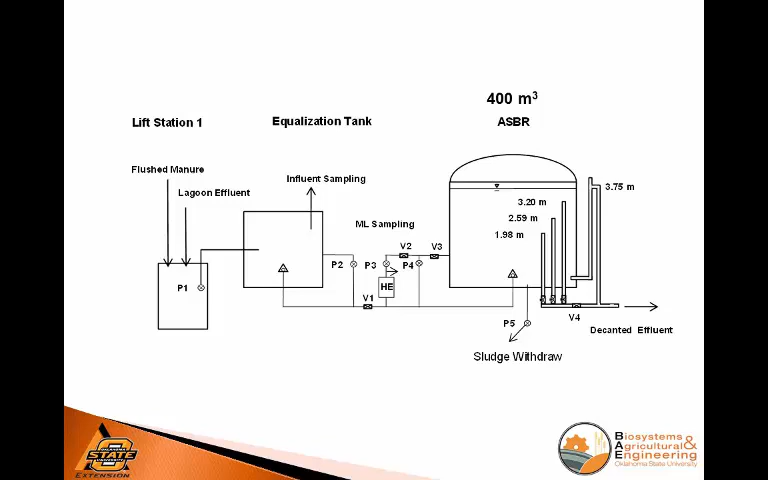 400 m3
Lift Station 1
Equalization Tank
ASBR
Flushed Manure
Lagoon Effluent
Influent Sampling
ML Sampling
3.75 m
3.20 m
2.59 m
1.98 m
V2
V3
P1
P2
P3
P4
HE
V1
P5
V4
Decanted Effluent
Sludge Withdraw
OKLAHOMA
STATE
UNIVERSITY
EXTENSION
Biosystems
Agricultural &
Engineering
Oklahoma State University